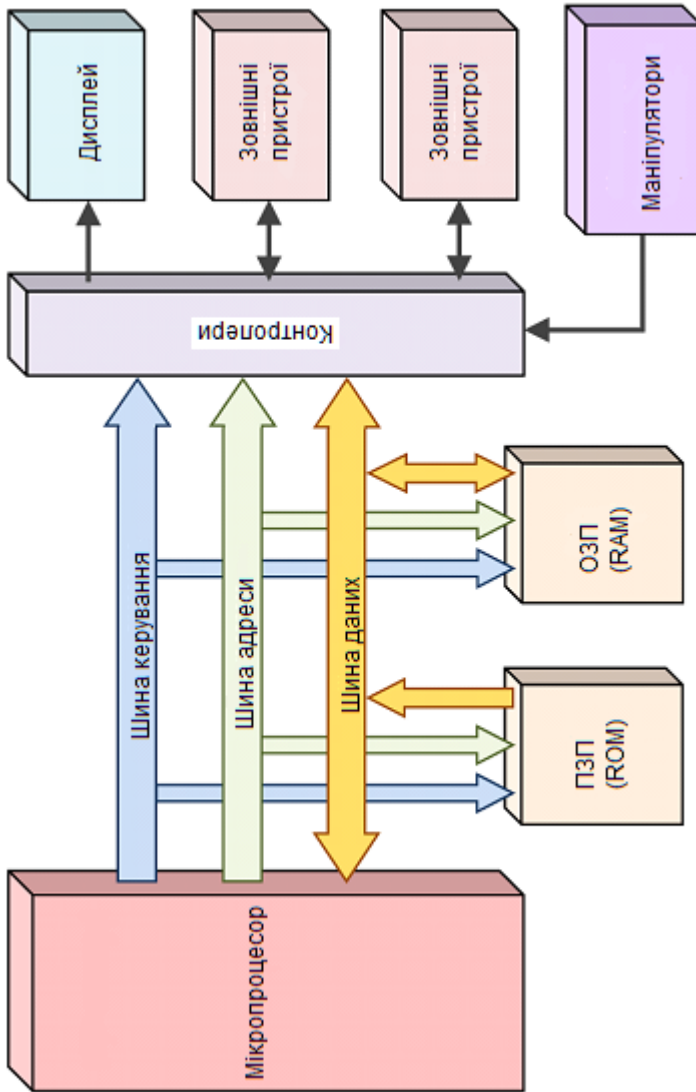 Дисплей
Зовнішні
пристрої
Зовнішні
пристрої
Маніпулятори
Контролери
Шина керування
Шина адреси
Шина даних
ОЗП
(RAM)
ПЗП
(ROM)
Мікропроцесор